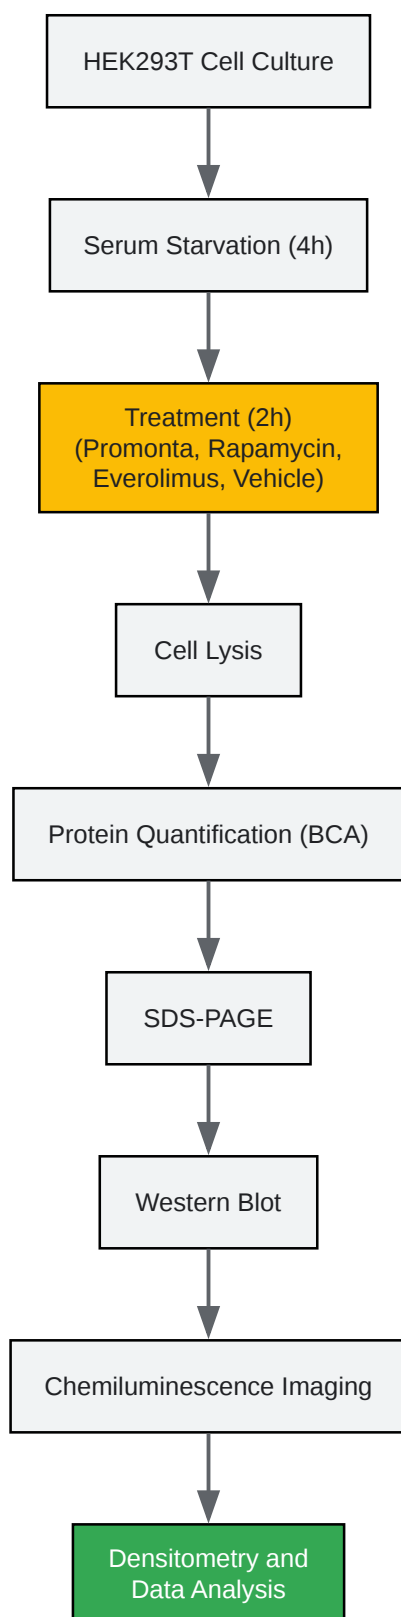 HEK293T Cell Culture
Serum Starvation (4h)
Treatment (2h)
(Promonta, Rapamycin,
Everolimus, Vehicle)
Cell Lysis
Protein Quantification (BCA)
SDS-PAGE
Western Blot
Chemiluminescence Imaging
Densitometry and
Data Analysis